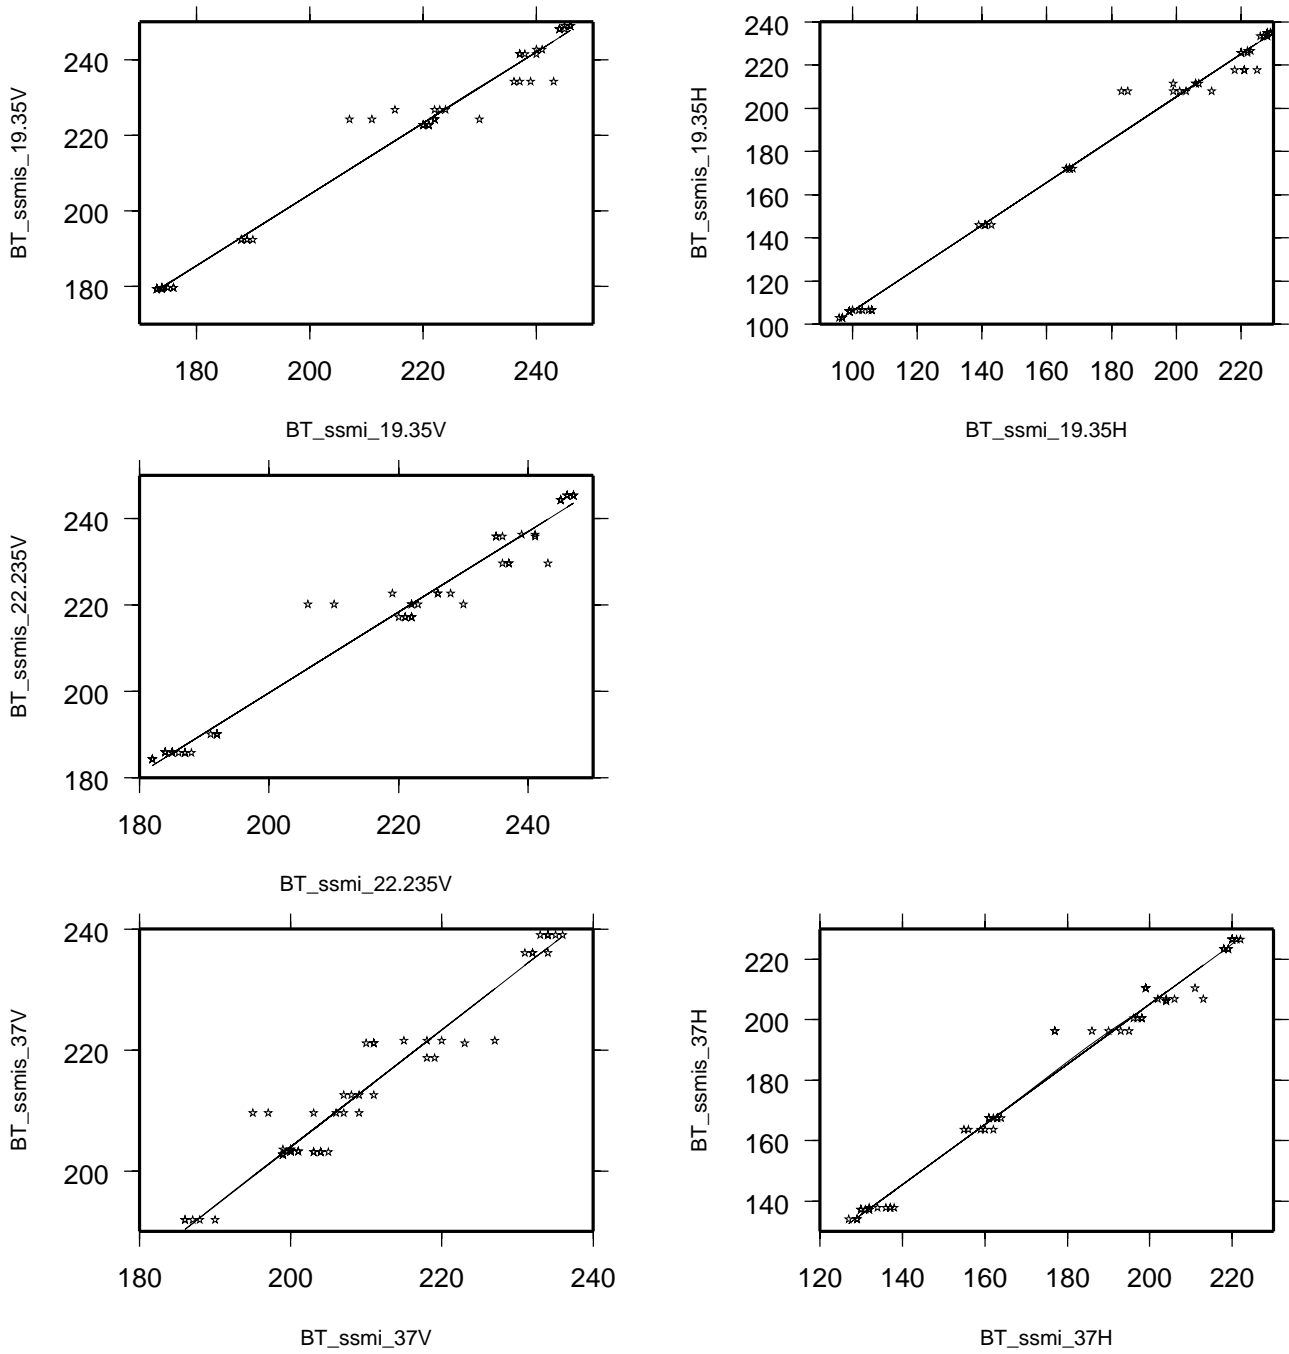 BT_ssmis_19.35V
240
220
200
180
180 200 220 240
BT_ssmi_19.35V
BT_ssmis_19.35H
240
220
200
180
160
140
120
100
100 120 140 160 180 200 220
BT_ssmi_19.35H
BT_ssmis_22.235V
240
220
200
180
180 200 220 240
BT_ssmi_22.235V
BT_ssmis_37V
240
220
200
180 200 220 240
BT_ssmi_37V
BT_ssmis_37H
220
200
180
160
140
120 140 160 180 200 220
BT_ssmi_37H